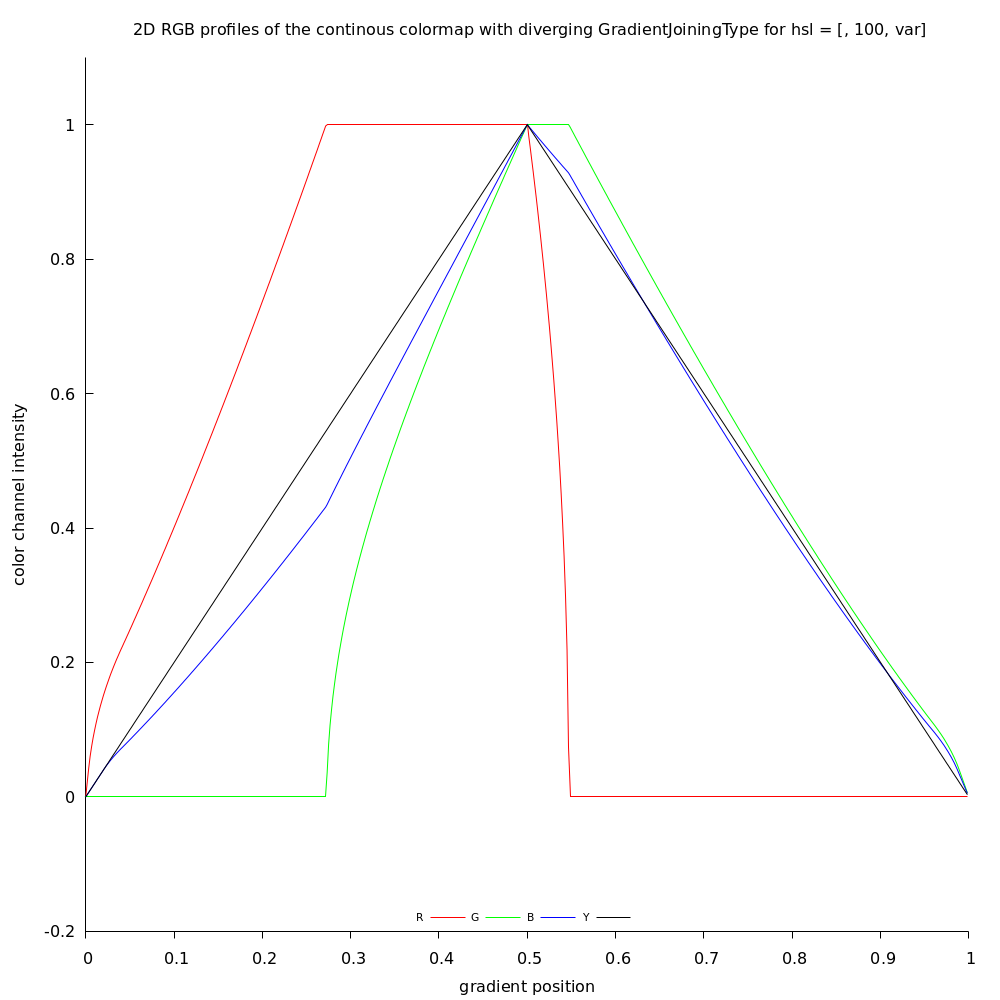 2D RGB profiles of the continous colormap with diverging GradientJoiningType for hsl = [, 100, var]
1
0.8
0.6
0.4
0.2
0
-0.2
color channel intensity
R G B Y
0 0.1 0.2 0.3 0.4 0.5 0.6 0.7 0.8 0.9 1
gradient position